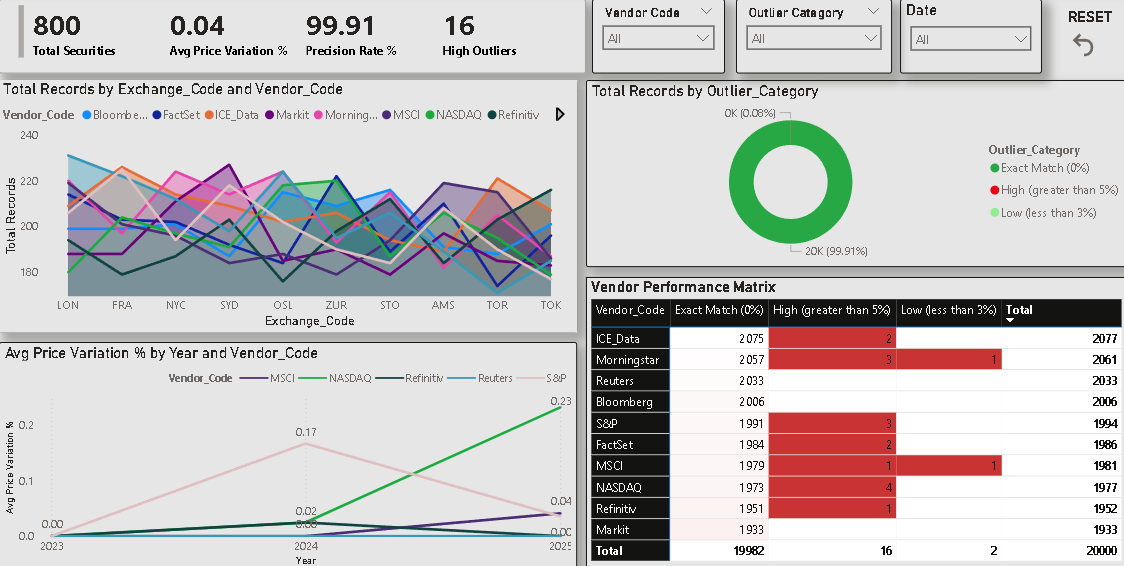 800 0.04 99.91 16
Total Securities Avg Price Variation % Precision Rate % High Outliers
Vendor Code
All
Outlier Category
All
Date
All
RESET
Total Records by Exchange_Code and Vendor_Code
Vendor_Code Bloombe... FactSet ICE_Data Markit Morning... MSCI NASDAQ Refinitiv
240
220
200
180
Total Records
LON FRA NYC SYD OSL ZUR STO AMS TOR TOK
Exchange_Code
Total Records by Outlier_Category
0K (0.08%)
20K (99.91%)
Outlier_Category
Exact Match (0%)
High (greater than 5%)
Low (less than 3%)
Avg Price Variation % by Year and Vendor_Code
Vendor_Code MSCI NASDAQ Refinitiv Reuters S&P
Avg Price Variation %
0.2
0.1
0.0
0.00
0.17
0.02
0.00
0.23
0.04
0.00
2023 2024 2025
Year
Vendor Performance Matrix
Vendor_Code Exact Match (0%) High (greater than 5%) Low (less than 3%) Total
ICE_Data 2075 2 2077
Morningstar 2057 3 1 2061
Reuters 2033 2033
Bloomberg 2006 2006
S&P 1991 3 1994
FactSet 1984 2 1986
MSCI 1979 1 1 1981
NASDAQ 1973 4 1977
Refinitiv 1951 1 1952
Markit 1933 1933
Total 19982 16 2 20000